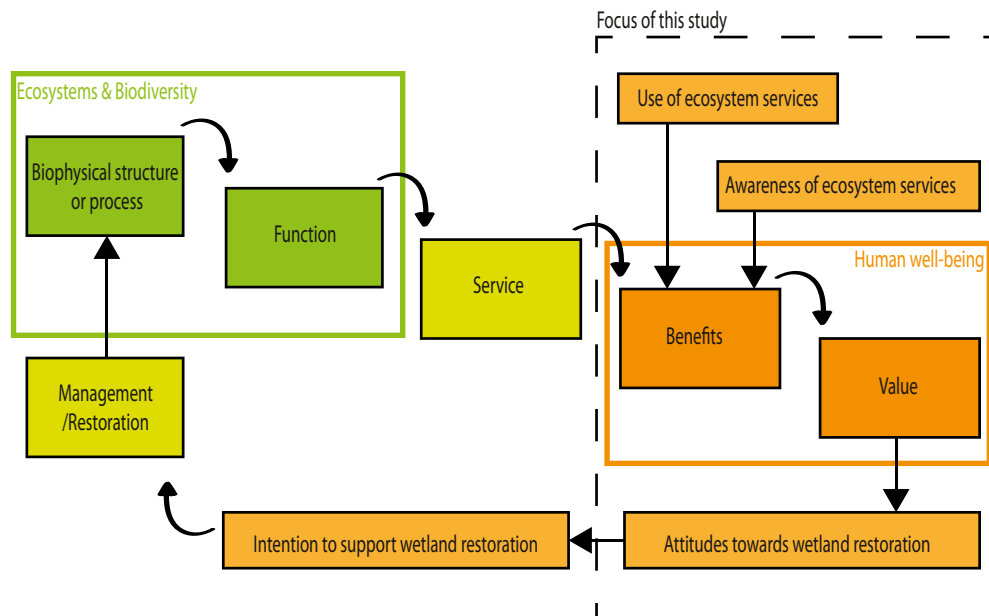 Focus of this study
Ecosystems & Biodiversity
Use of ecosystem services
Biophysical structure
or process
Awareness of ecosystem services
Function
Service
Human well-being
Benefits
Value
Management
/Restoration
Intention to support wetland restoration
Attitudes towards wetland restoration